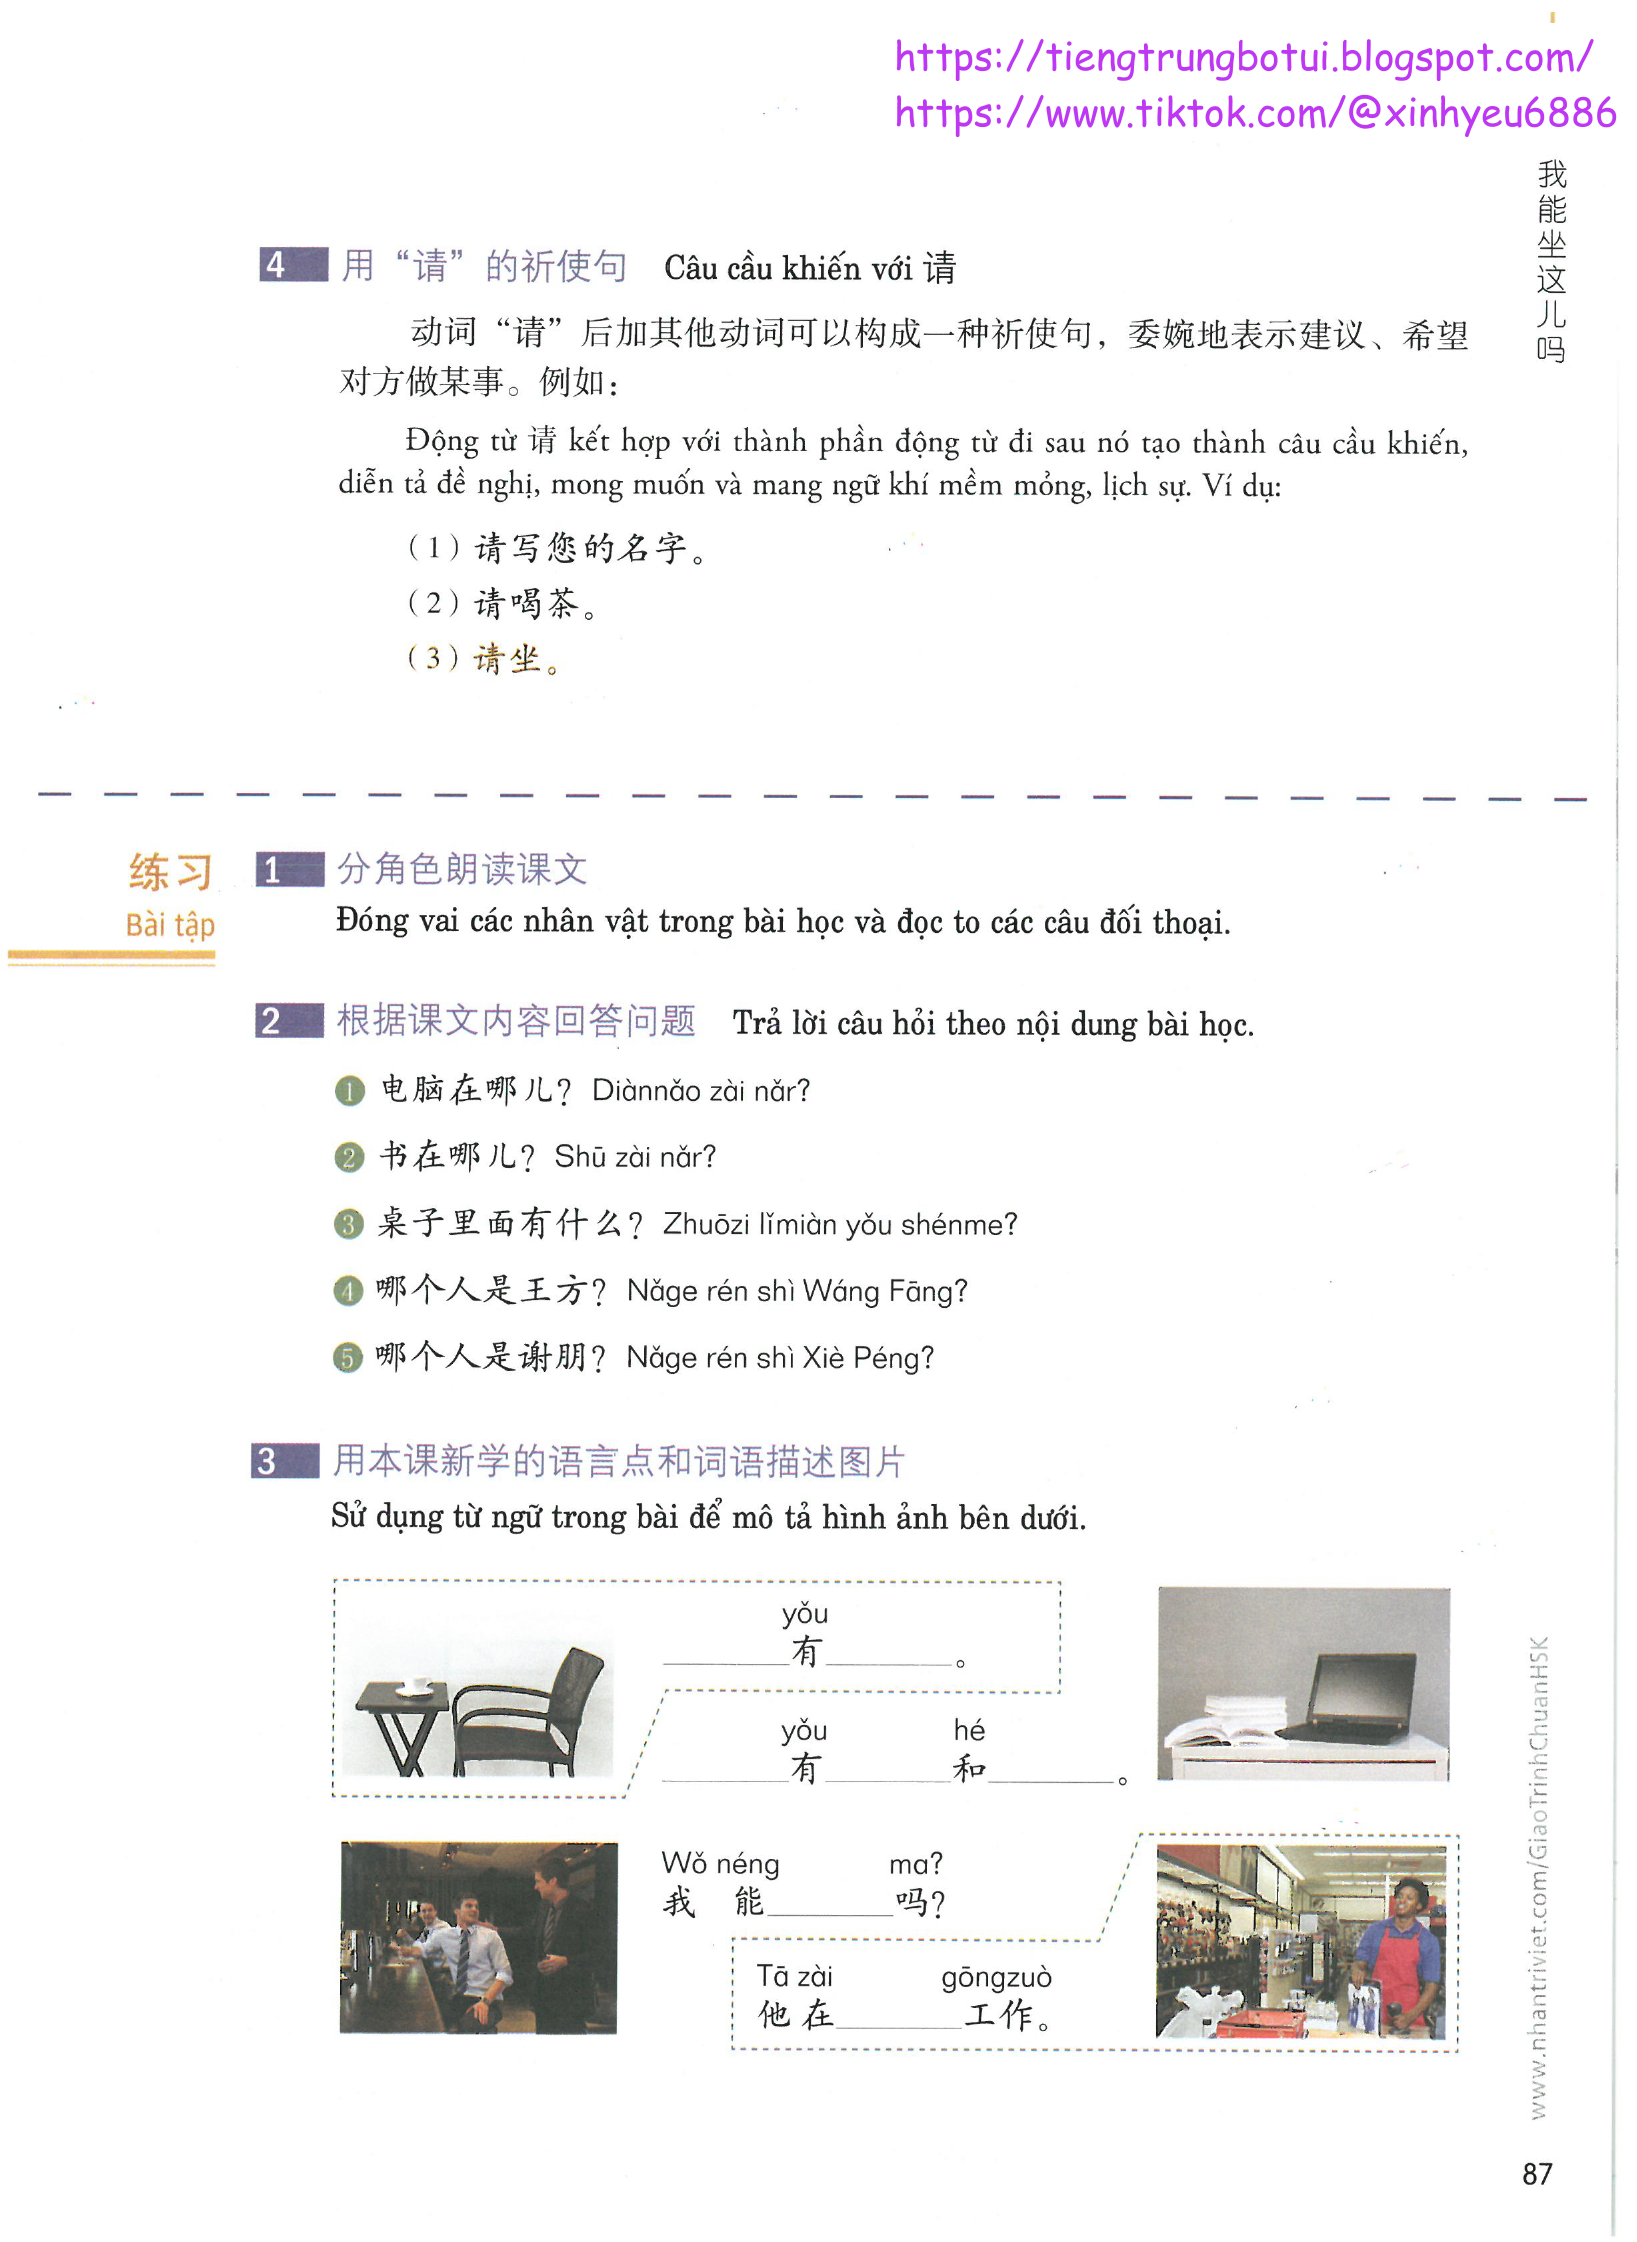 https://tiengtrungbotui.blogspot.com/
https://www.tiktok.com/@xinhyeu6886
我能坐这儿吗
4 用“请”的祈使句 Câu cầu khiến với 请
动词“请”后加其他动词可以构成一种祈使句，委婉地表示建议、希望
对方做某事。例如：
Động từ 请 kết hợp với thành phần động từ đi sau nó tạo thành câu cầu khiến,
diễn tả đề nghị, mong muốn và mang ngữ khí mềm mỏng, lịch sự. Ví dụ:
（1）请写您的名字。
（2）请喝茶。
（3）请坐。
练习
Bài tập
1 分角色朗读课文
Đóng vai các nhân vật trong bài học và đọc to các câu đối thoại.
2 根据课文内容回答问题 Trả lời câu hỏi theo nội dung bài học.
1 电脑在哪儿？ Diànnǎo zài nǎr?
2 书在哪儿？ Shū zài nǎr?
3 桌子里面有什么？ Zhuōzi lǐmiàn yǒu shénme?
4 哪个人是王方？ Nǎge rén shì Wáng Fāng?
5 哪个人是谢朋？ Nǎge rén shì Xiè Péng?
3 用本课新学的语言点和词语描述图片
Sử dụng từ ngữ trong bài để mô tả hình ảnh bên dưới.
yǒu
________有________。
yǒu hé
________有________和________。
Wǒ néng ma?
我 能________吗？
Tā zài gōngzuò
他 在________工作。
www.nhantriviet.com/GiaoTrinhChuanHSK
87